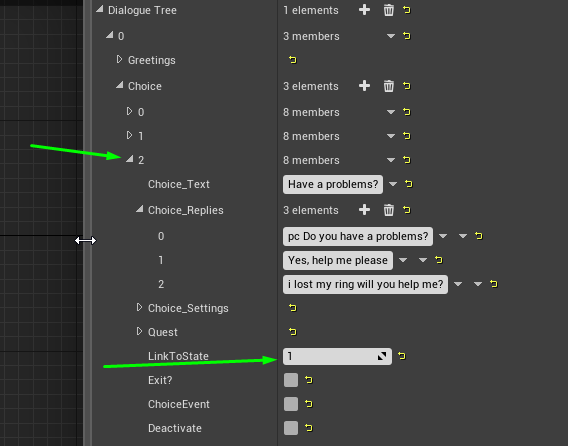 Dialogue Tree 1 elements
0 3 members
Greetings
Choice 3 elements
0 8 members
1 8 members
2 8 members
Choice_Text Have a problems?
Choice_Replies 3 elements
0 pc Do you have a problems?
1 Yes, help me please
2 i lost my ring will you help me?
Choice_Settings
Quest
LinkToState 1
Exit?
ChoiceEvent
Deactivate